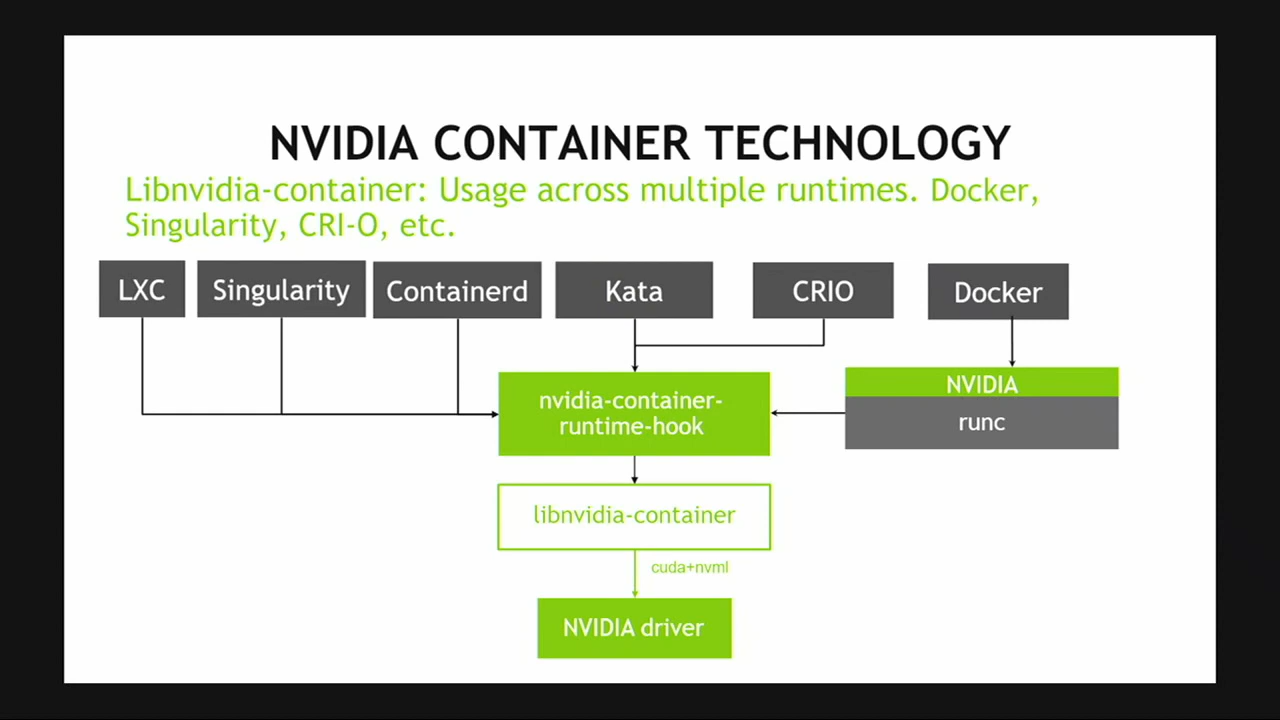 NVIDIA CONTAINER TECHNOLOGY
Libnvidia-container: Usage across multiple runtimes. Docker,
Singularity, CRI-O, etc.
LXC
Singularity
Containerd
Kata
CRIO
Docker
NVIDIA
runc
nvidia-container-
runtime-hook
libnvidia-container
cuda+nvml
NVIDIA driver